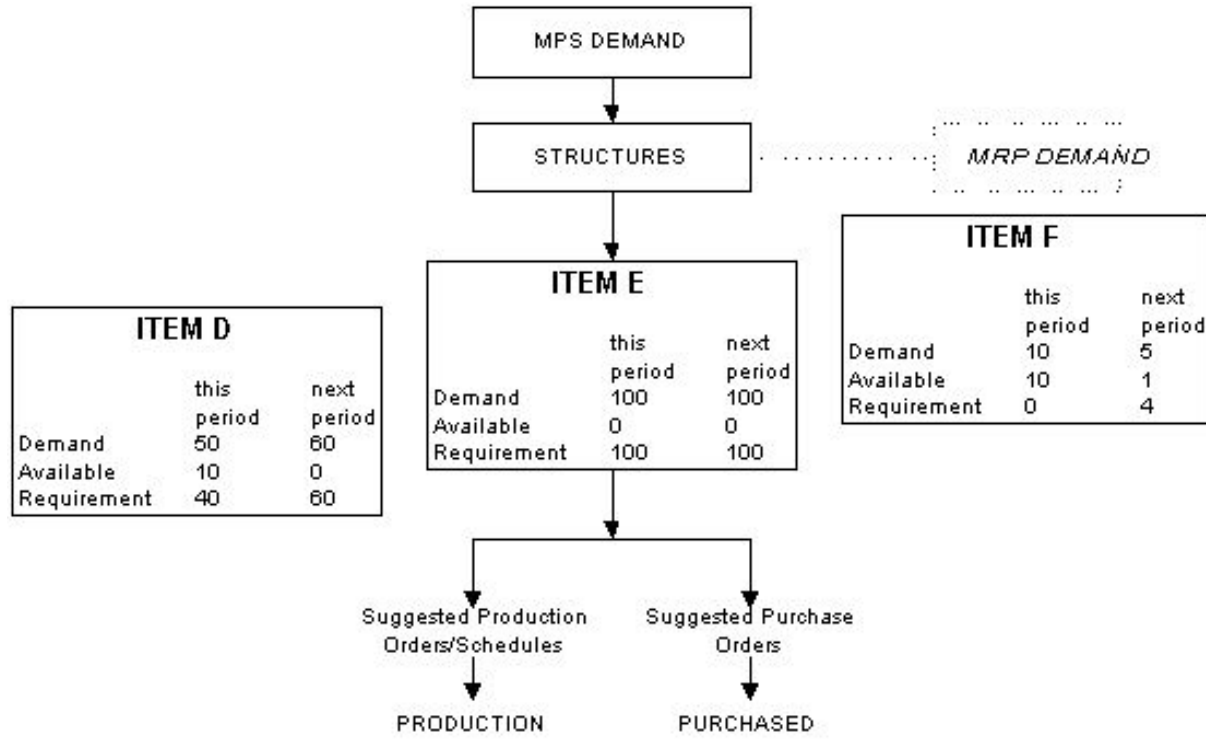 MPS DEMAND
STRUCTURES
MRP DEMAND
ITEM F
this next
period period
Demand 10 5
Available 10 1
Requirement 0 4
ITEM E
this next
period period
Demand 100 100
Available 0 0
Requirement 100 100
ITEM D
this next
period period
Demand 50 60
Available 10 0
Requirement 40 60
Suggested Production
Orders/Schedules
Suggested Purchase
Orders
PRODUCTION
PURCHASED